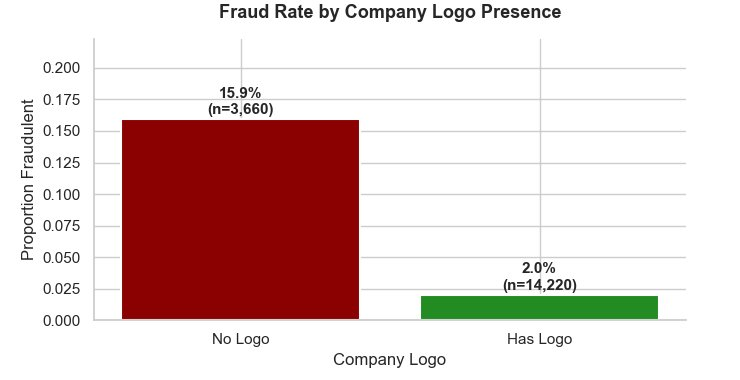 Fraud Rate by Company Logo Presence
Proportion Fraudulent
0.200
0.175
0.150
0.125
0.100
0.075
0.050
0.025
0.000
15.9%
(n=3,660)
2.0%
(n=14,220)
No Logo
Has Logo
Company Logo